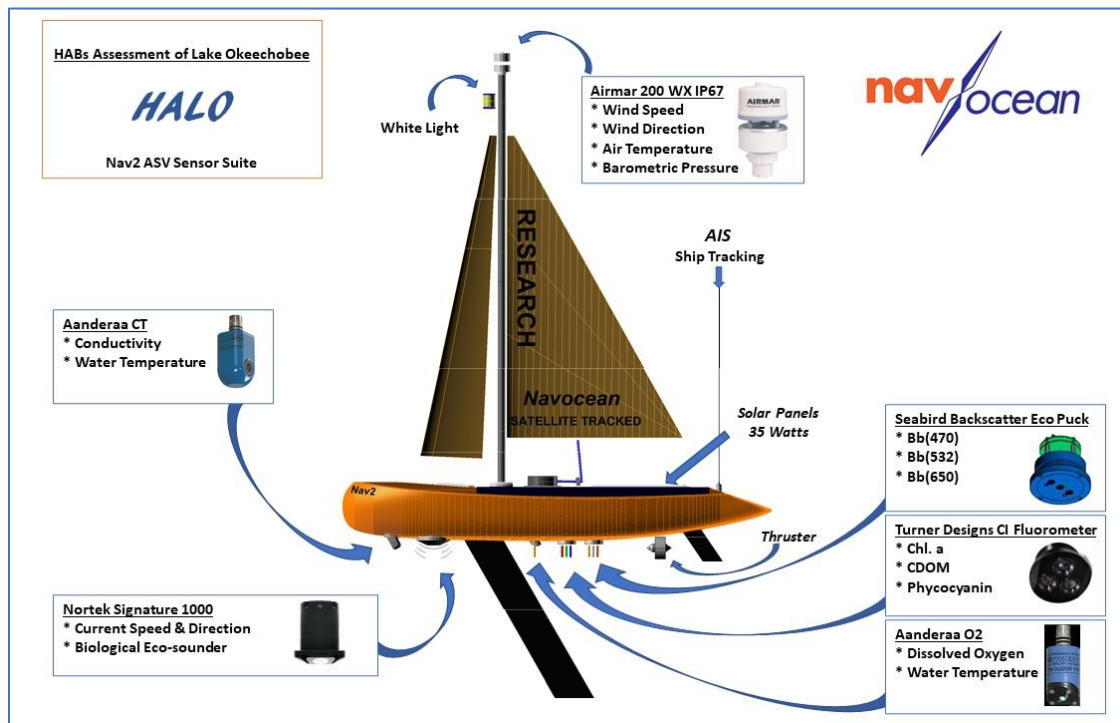 HABs Assessment of Lake Okeechobee
HALO
Nav2 ASV Sensor Suite
White Light
Airmar 200 WX IP67
* Wind Speed
* Wind Direction
* Air Temperature
* Barometric Pressure
AIRMAR
nav ocean
RESEARCH
Navocean
SATELLITE TRACKED
AIS
Ship Tracking
Aanderaa CT
* Conductivity
* Water Temperature
Solar Panels
35 Watts
Nav2
Thruster
Seabird Backscatter Eco Puck
* Bb(470)
* Bb(532)
* Bb(650)
Turner Designs CI Fluorometer
* Chl. a
* CDOM
* Phycocyanin
Nortek Signature 1000
* Current Speed & Direction
* Biological Eco-sounder
Aanderaa O2
* Dissolved Oxygen
* Water Temperature